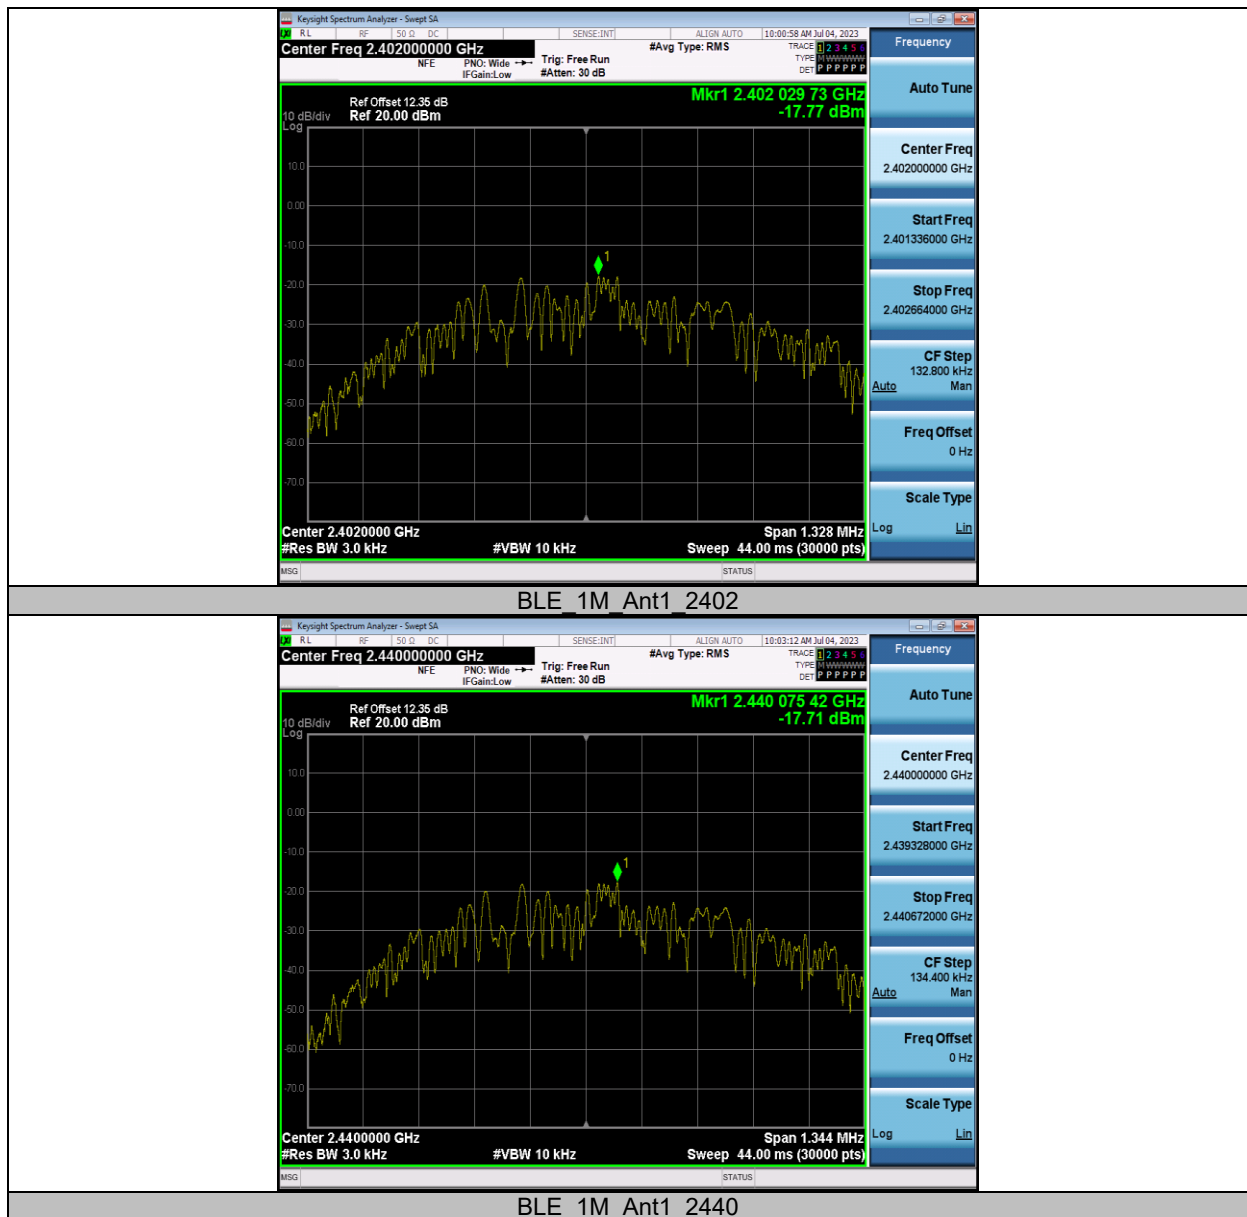 Keysight Spectrum Analyzer - Swept SA
RL RF 50 Ω DC SENSE:INT ALIGN AUTO 10:00:58 AM Jul 04, 2023
Center Freq 2.402000000 GHz #Avg Type: RMS TRACE 1 2 3 4 5 6
NFE PNO: Wide Trig: Free Run TYPE M WWWWW
IFGain:Low #Atten: 30 dB DET P P P P P P
Frequency
Auto Tune
Mkr1 2.402 029 73 GHz
-17.77 dBm
Ref Offset 12.35 dB
10 dB/div Ref 20.00 dBm
Log
10.0
0.00
-10.0
-20.0
-30.0
-40.0
-50.0
-60.0
-70.0
1
Center Freq
2.402000000 GHz
Start Freq
2.401336000 GHz
Stop Freq
2.402664000 GHz
CF Step
132.800 kHz
Auto Man
Freq Offset
0 Hz
Scale Type
Log Lin
Center 2.4020000 GHz Span 1.328 MHz
#Res BW 3.0 kHz #VBW 10 kHz Sweep 44.00 ms (30000 pts)
MSG STATUS
BLE_1M_Ant1_2402
Keysight Spectrum Analyzer - Swept SA
RL RF 50 Ω DC SENSE:INT ALIGN AUTO 10:03:12 AM Jul 04, 2023
Center Freq 2.440000000 GHz #Avg Type: RMS TRACE 1 2 3 4 5 6
NFE PNO: Wide Trig: Free Run TYPE M WWWWW
IFGain:Low #Atten: 30 dB DET P P P P P P
Frequency
Auto Tune
Mkr1 2.440 075 42 GHz
-17.71 dBm
Ref Offset 12.35 dB
10 dB/div Ref 20.00 dBm
Log
10.0
0.00
-10.0
-20.0
-30.0
-40.0
-50.0
-60.0
-70.0
1
Center Freq
2.440000000 GHz
Start Freq
2.439328000 GHz
Stop Freq
2.440672000 GHz
CF Step
134.400 kHz
Auto Man
Freq Offset
0 Hz
Scale Type
Log Lin
Center 2.4400000 GHz Span 1.344 MHz
#Res BW 3.0 kHz #VBW 10 kHz Sweep 44.00 ms (30000 pts)
MSG STATUS
BLE_1M_Ant1_2440